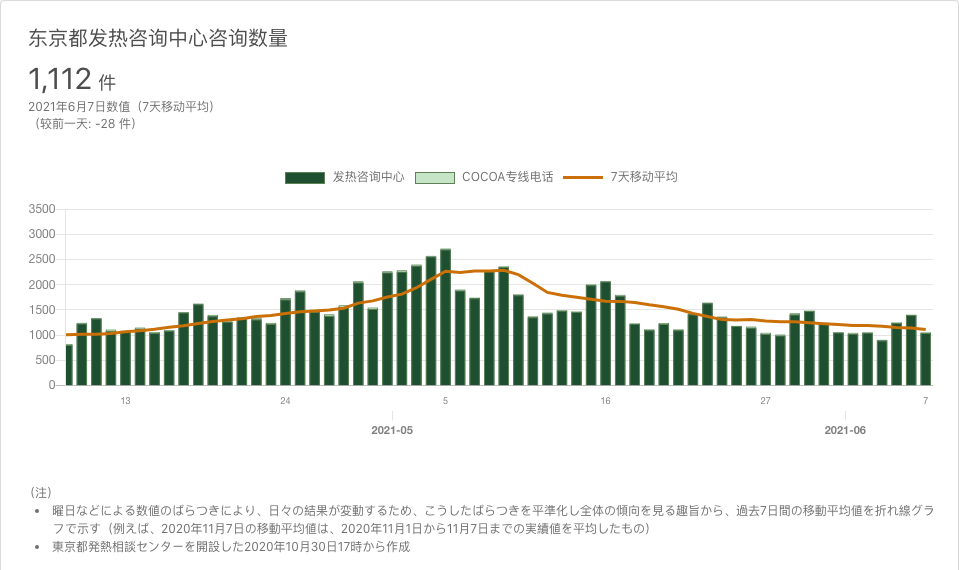 东京都发热咨询中心咨询数量
1,112 件
2021年6月7日数值（7天移动平均）
（较前一天: -28 件）
发热咨询中心 COCOA专线电话 7天移动平均
3500
3000
2500
2000
1500
1000
500
0
13 24 5 16 27 7
2021-05 2021-06
（注）
• 曜日などによる数値のばらつきにより、日々の結果が変動するため、こうしたばらつきを平準化し全体の傾向を見る趣旨から、過去7日間の移動平均値を折れ線グラ
フで示す（例えば、2020年11月7日の移動平均値は、2020年11月1日から11月7日までの実績値を平均したもの）
• 東京都発熱相談センターを開設した2020年10月30日17時から作成